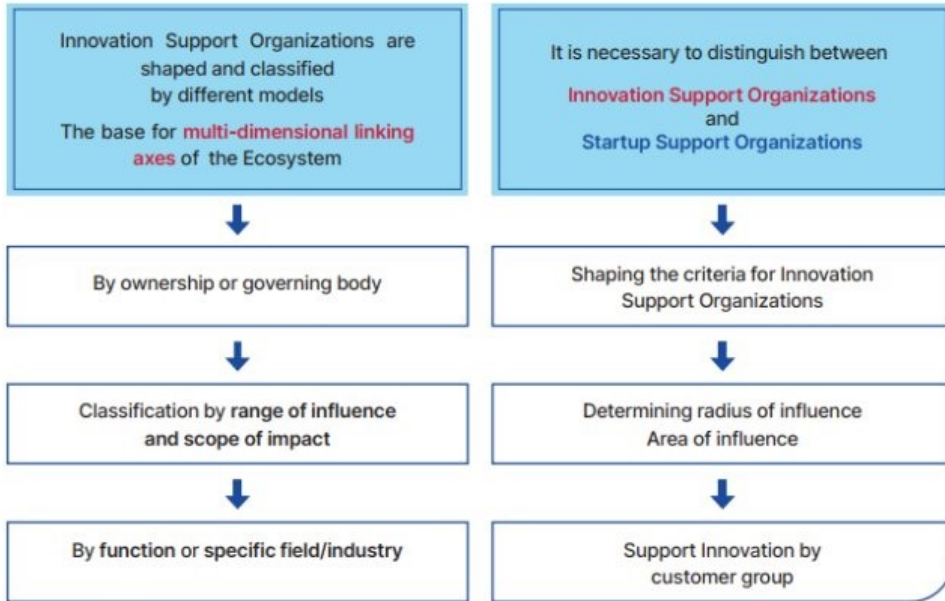 Innovation Support Organizations are
shaped and classified
by different models
The base for multi-dimensional linking
axes of the Ecosystem
By ownership or governing body
Classification by range of influence
and scope of impact
By function or specific field/industry
It is necessary to distinguish between
Innovation Support Organizations
and
Startup Support Organizations
Shaping the criteria for Innovation
Support Organizations
Determining radius of influence
Area of influence
Support Innovation by
customer group